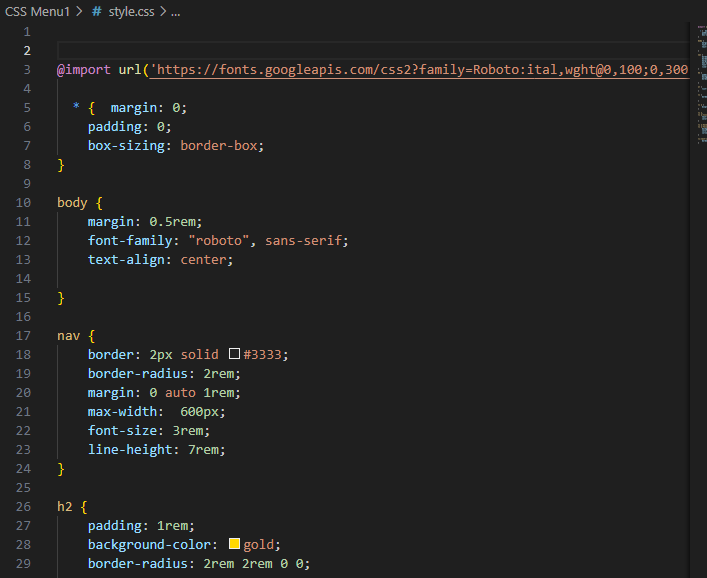 CSS Menu1 > # style.css > ...
1
2
3 @import url('https://fonts.googleapis.com/css2?family=Roboto:ital,wght@0,100;0,300
4
5 * {  margin: 0;
6 padding: 0;
7 box-sizing: border-box;
8 }
9
10 body {
11 margin: 0.5rem;
12 font-family: "roboto", sans-serif;
13 text-align: center;
14
15 }
16
17 nav {
18 border: 2px solid #3333;
19 border-radius: 2rem;
20 margin: 0 auto 1rem;
21 max-width:  600px;
22 font-size: 3rem;
23 line-height: 7rem;
24 }
25
26 h2 {
27 padding: 1rem;
28 background-color: gold;
29 border-radius: 2rem 2rem 0 0;